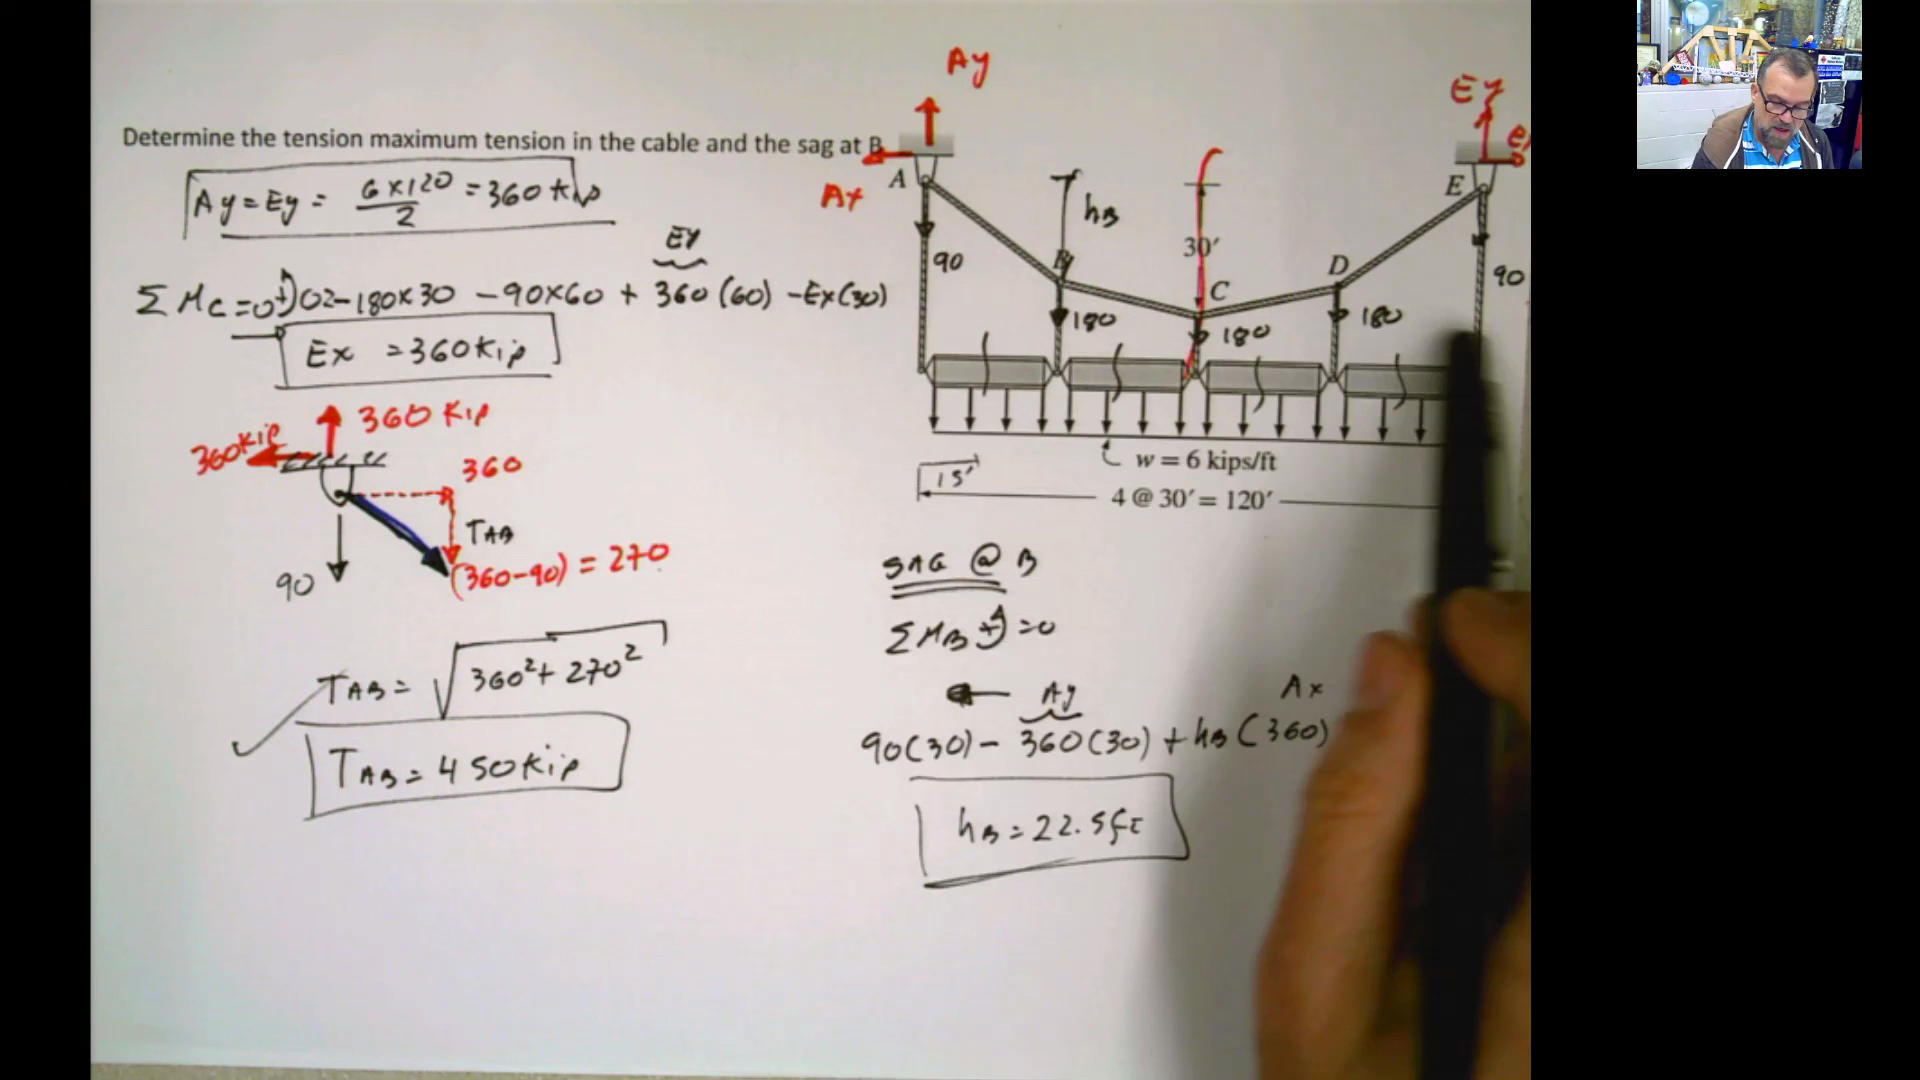 Determine the tension maximum tension in the cable and the sag at B
Ay = Ey = 6 x 120 / 2 = 360 kip
Ey
ΣMc=0 +) 0= -180x30 - 90x60 + 360 (60) - Ex(30)
Ex = 360 Kip
360 Kip
360 Kip
360
TAB
90
(360-90) = 270
TAB = √360² + 270²
TAB = 450 Kip
Ay
Ey
Ax
A
hB
E
30'
90
B
D
90
C
180
180
180
w = 6 kips/ft
15'
4 @ 30' = 120'
SAG @ B
ΣMB +) =0
Ay
Ax
90(30) - 360(30) + hB (360)
hB = 22.5 ft